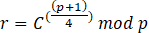 r = C^((p+1)/4) mod p